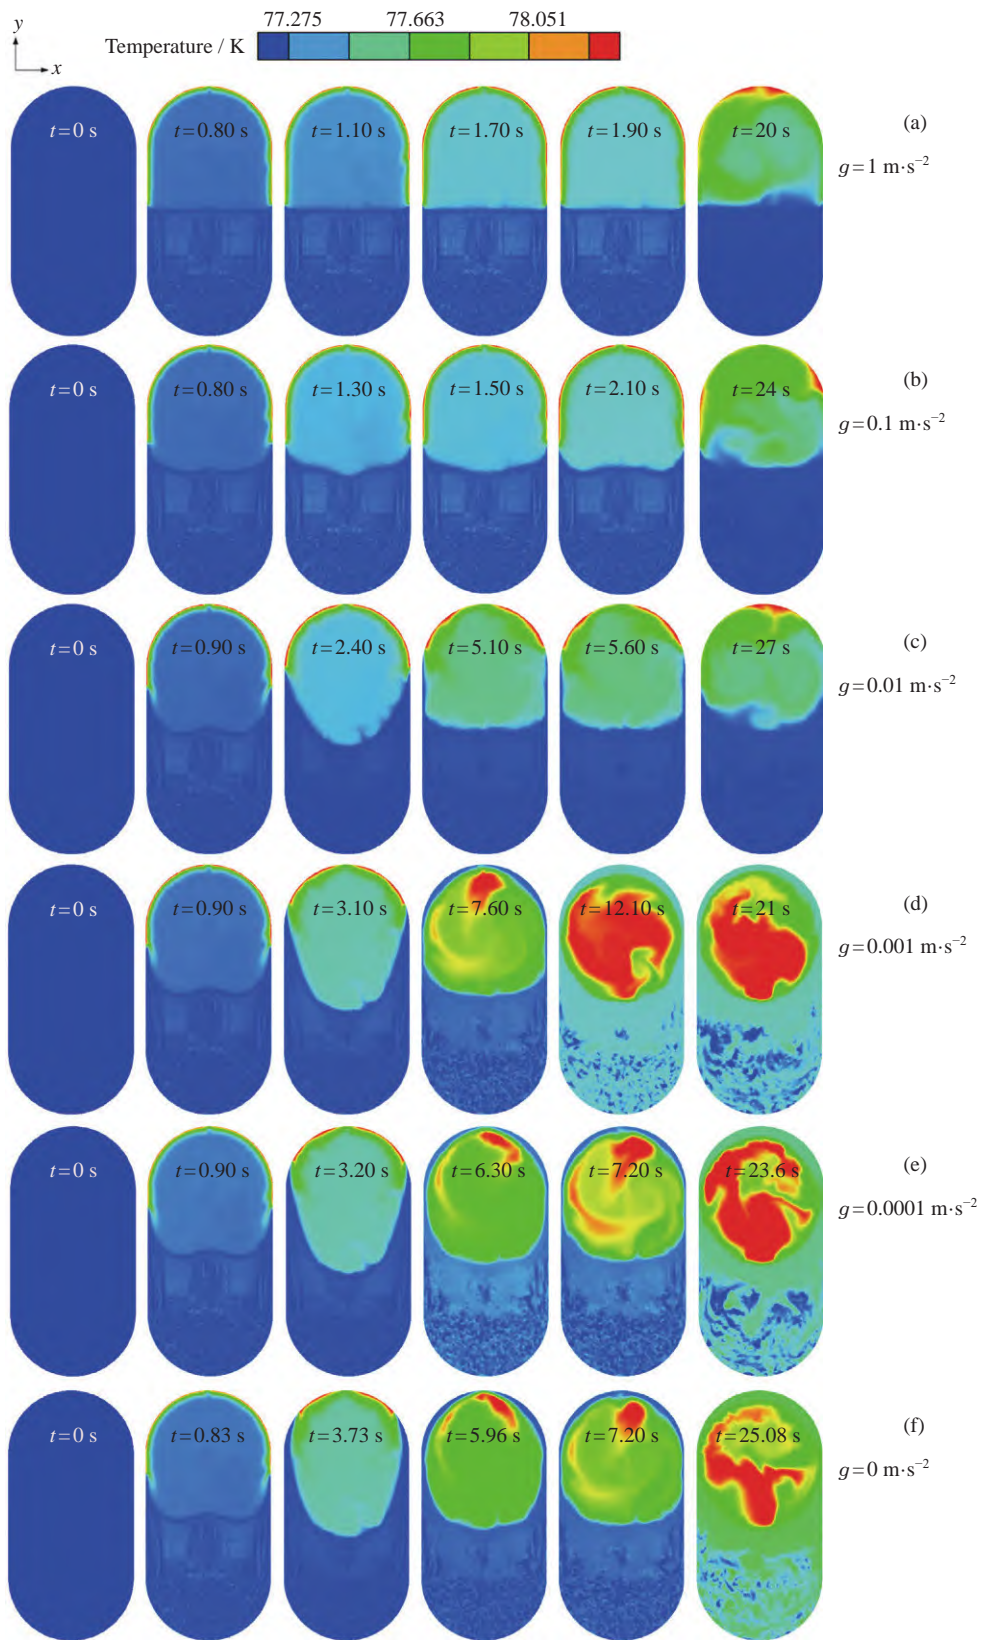 77.275 77.663 78.051
y
Temperature / K
x
t=0 s t=0.80 s t=1.10 s t=1.70 s t=1.90 s t=20 s (a)
g=1 m·s⁻²
t=0 s t=0.80 s t=1.30 s t=1.50 s t=2.10 s t=24 s (b)
g=0.1 m·s⁻²
t=0 s t=0.90 s t=2.40 s t=5.10 s t=5.60 s t=27 s (c)
g=0.01 m·s⁻²
t=0 s t=0.90 s t=3.10 s t=7.60 s t=12.10 s t=21 s (d)
g=0.001 m·s⁻²
t=0 s t=0.90 s t=3.20 s t=6.30 s t=7.20 s t=23.6 s (e)
g=0.0001 m·s⁻²
t=0 s t=0.83 s t=3.73 s t=5.96 s t=7.20 s t=25.08 s (f)
g=0 m·s⁻²